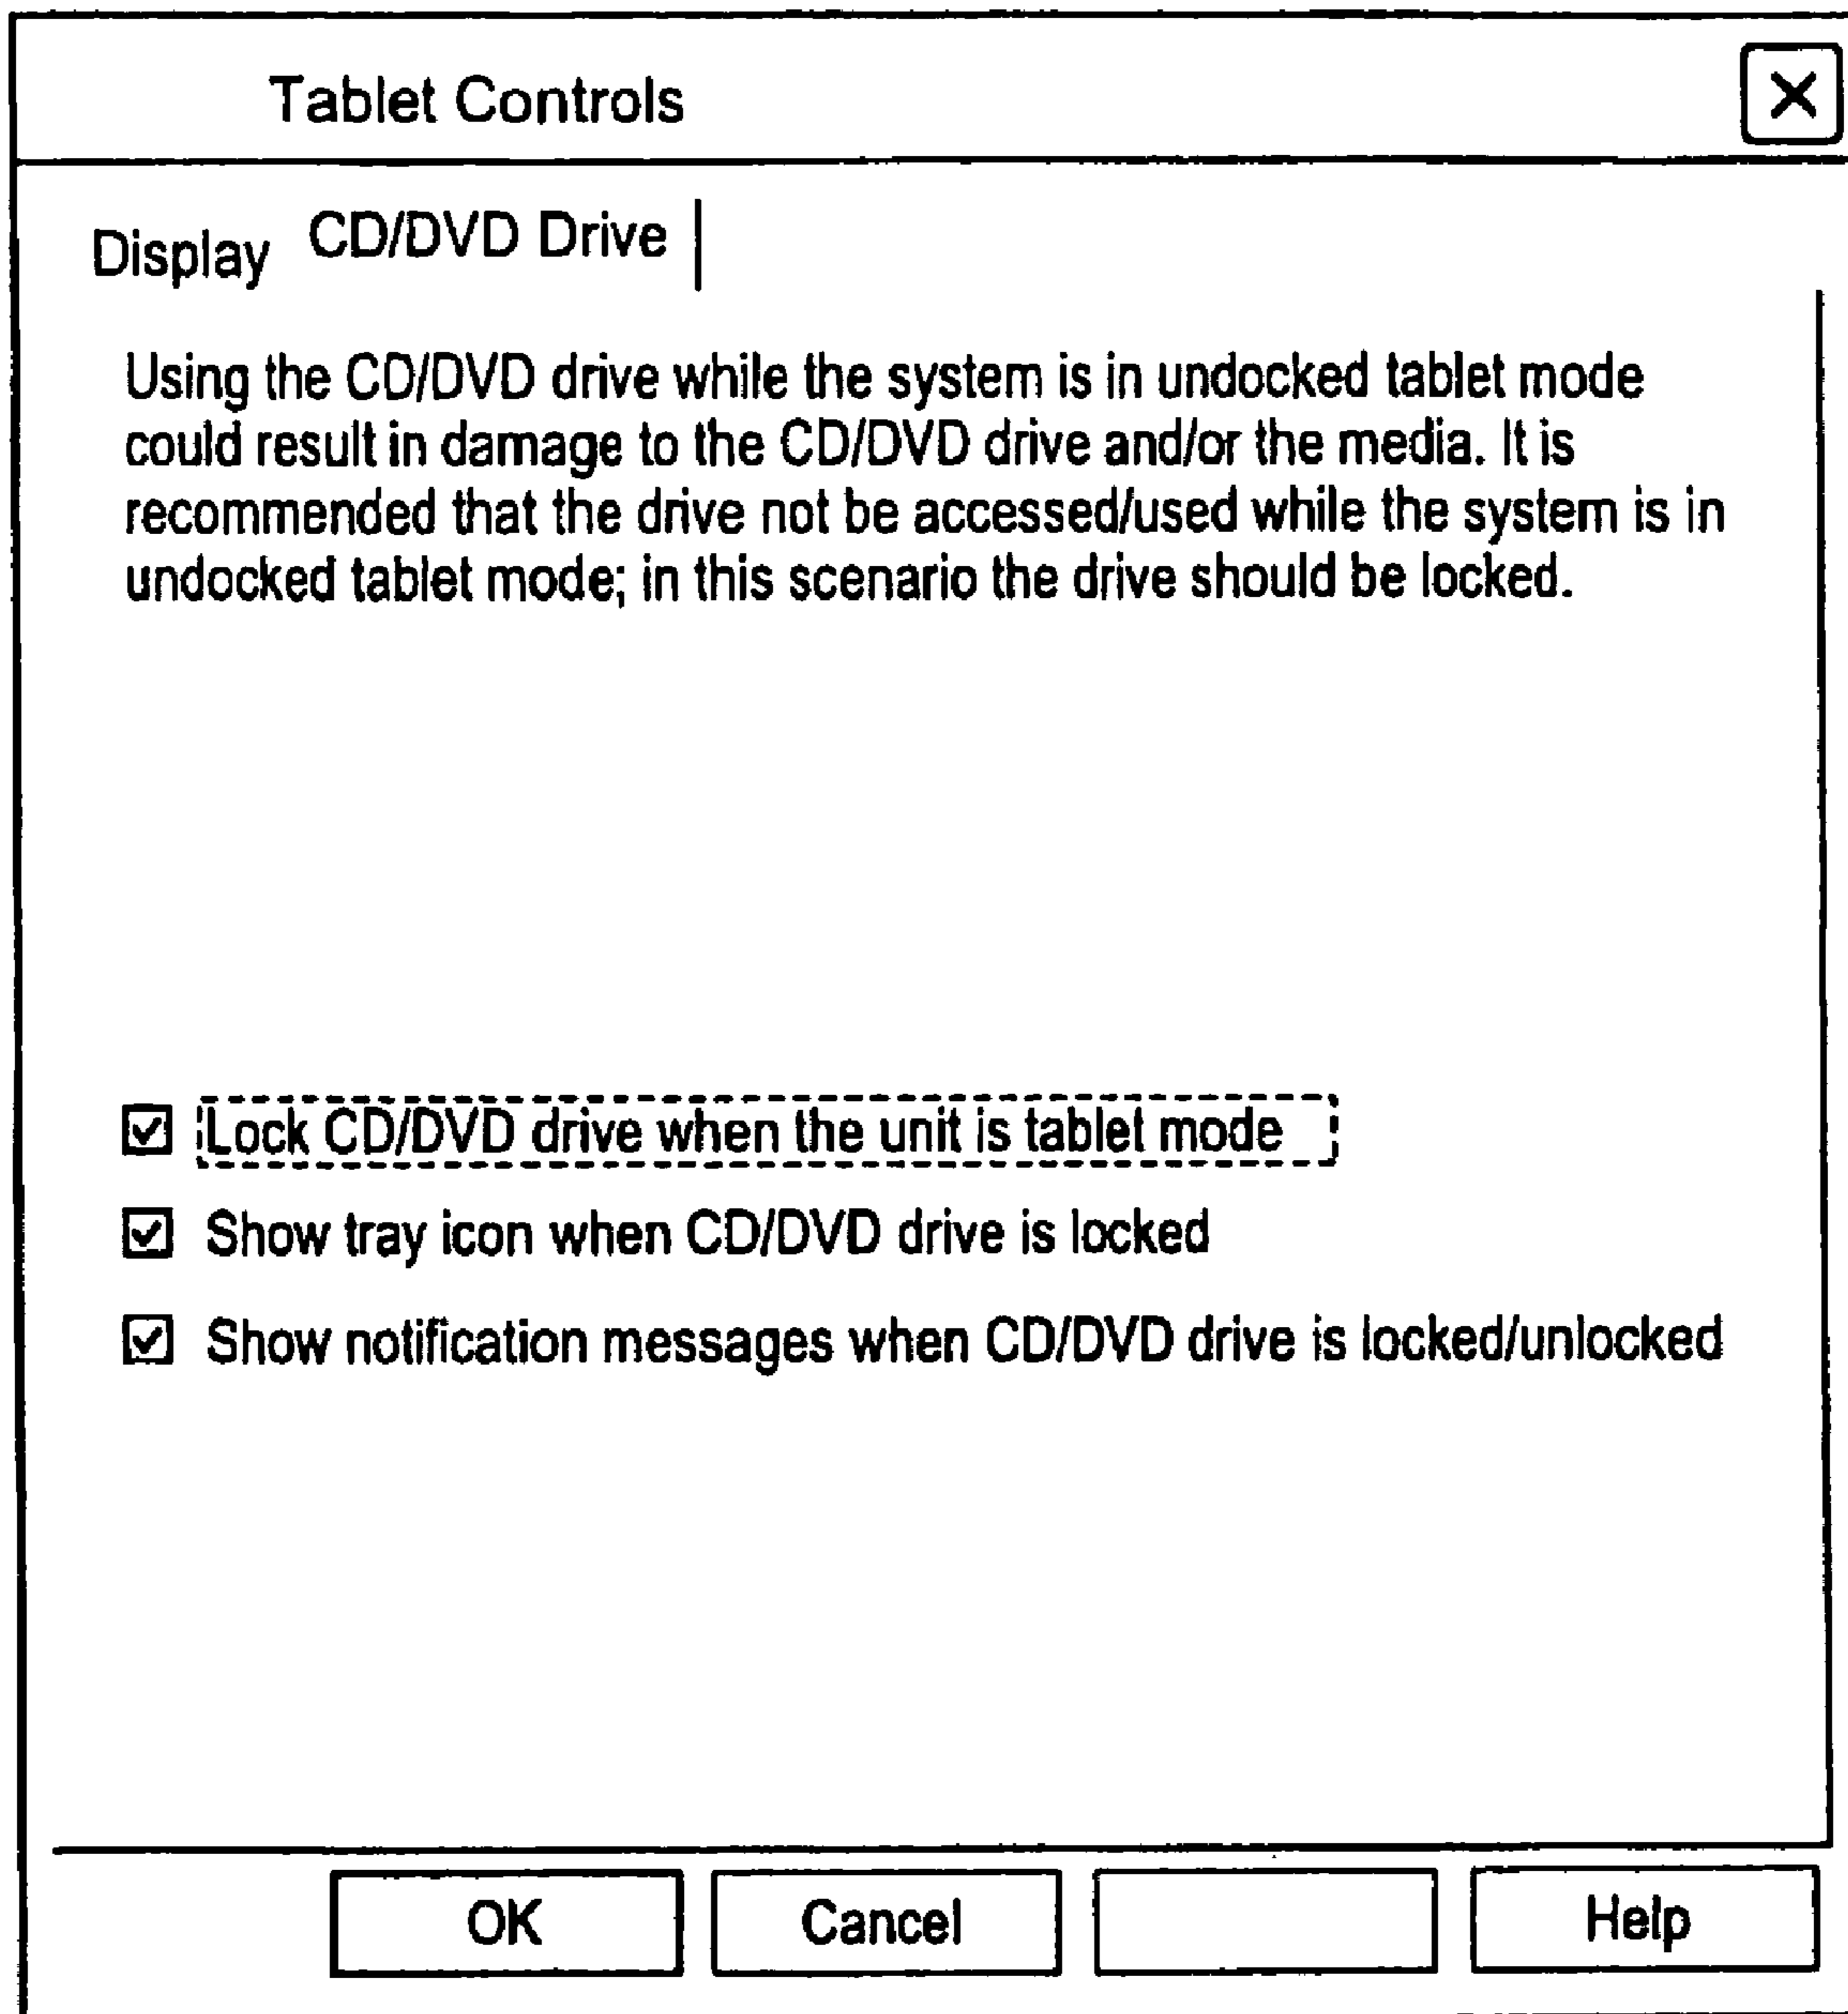 Tablet Controls
Display CD/DVD Drive
Using the CD/DVD drive while the system is in undocked tablet mode
could result in damage to the CD/DVD drive and/or the media. It is
recommended that the drive not be accessed/used while the system is in
undocked tablet mode; in this scenario the drive should be locked.
Lock CD/DVD drive when the unit is tablet mode
Show tray icon when CD/DVD drive is locked
Show notification messages when CD/DVD drive is locked/unlocked
OK Cancel Help